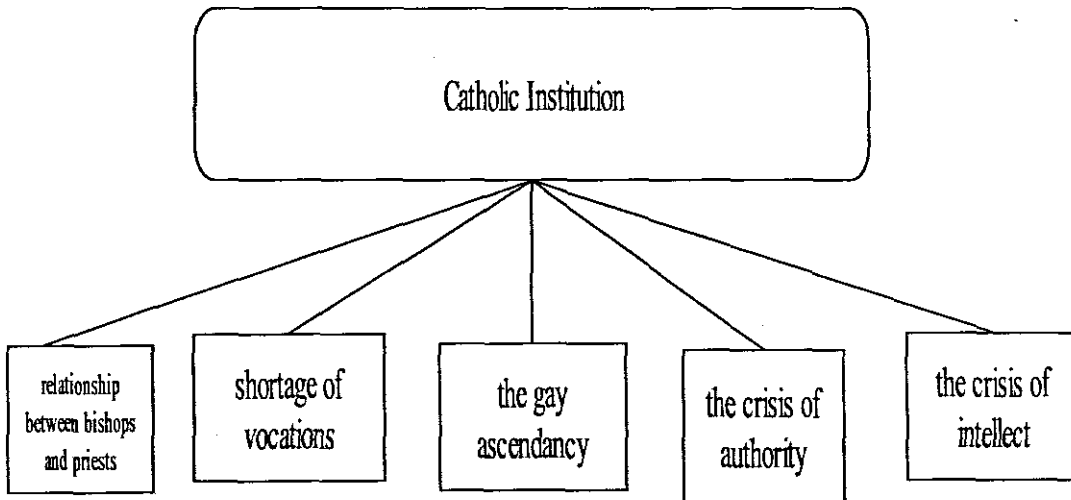 Catholic Institution
relationship
between bishops
and priests
shortage of
vocations
the gay
ascendancy
the crisis of
authority
the crisis of
intellect